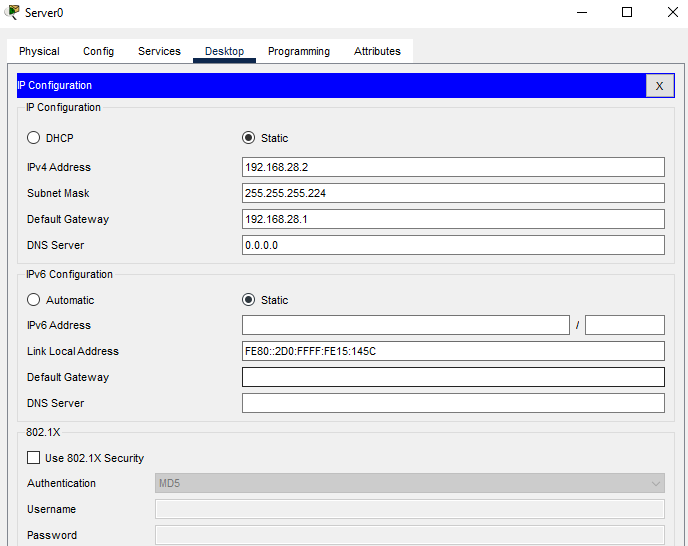 Server0
Physical Config Services Desktop Programming Attributes
IP Configuration X
IP Configuration
DHCP Static
IPv4 Address 192.168.28.2
Subnet Mask 255.255.255.224
Default Gateway 192.168.28.1
DNS Server 0.0.0.0
IPv6 Configuration
Automatic Static
IPv6 Address /
Link Local Address FE80::2D0:FFFF:FE15:145C
Default Gateway
DNS Server
802.1X
Use 802.1X Security
Authentication MD5
Username
Password